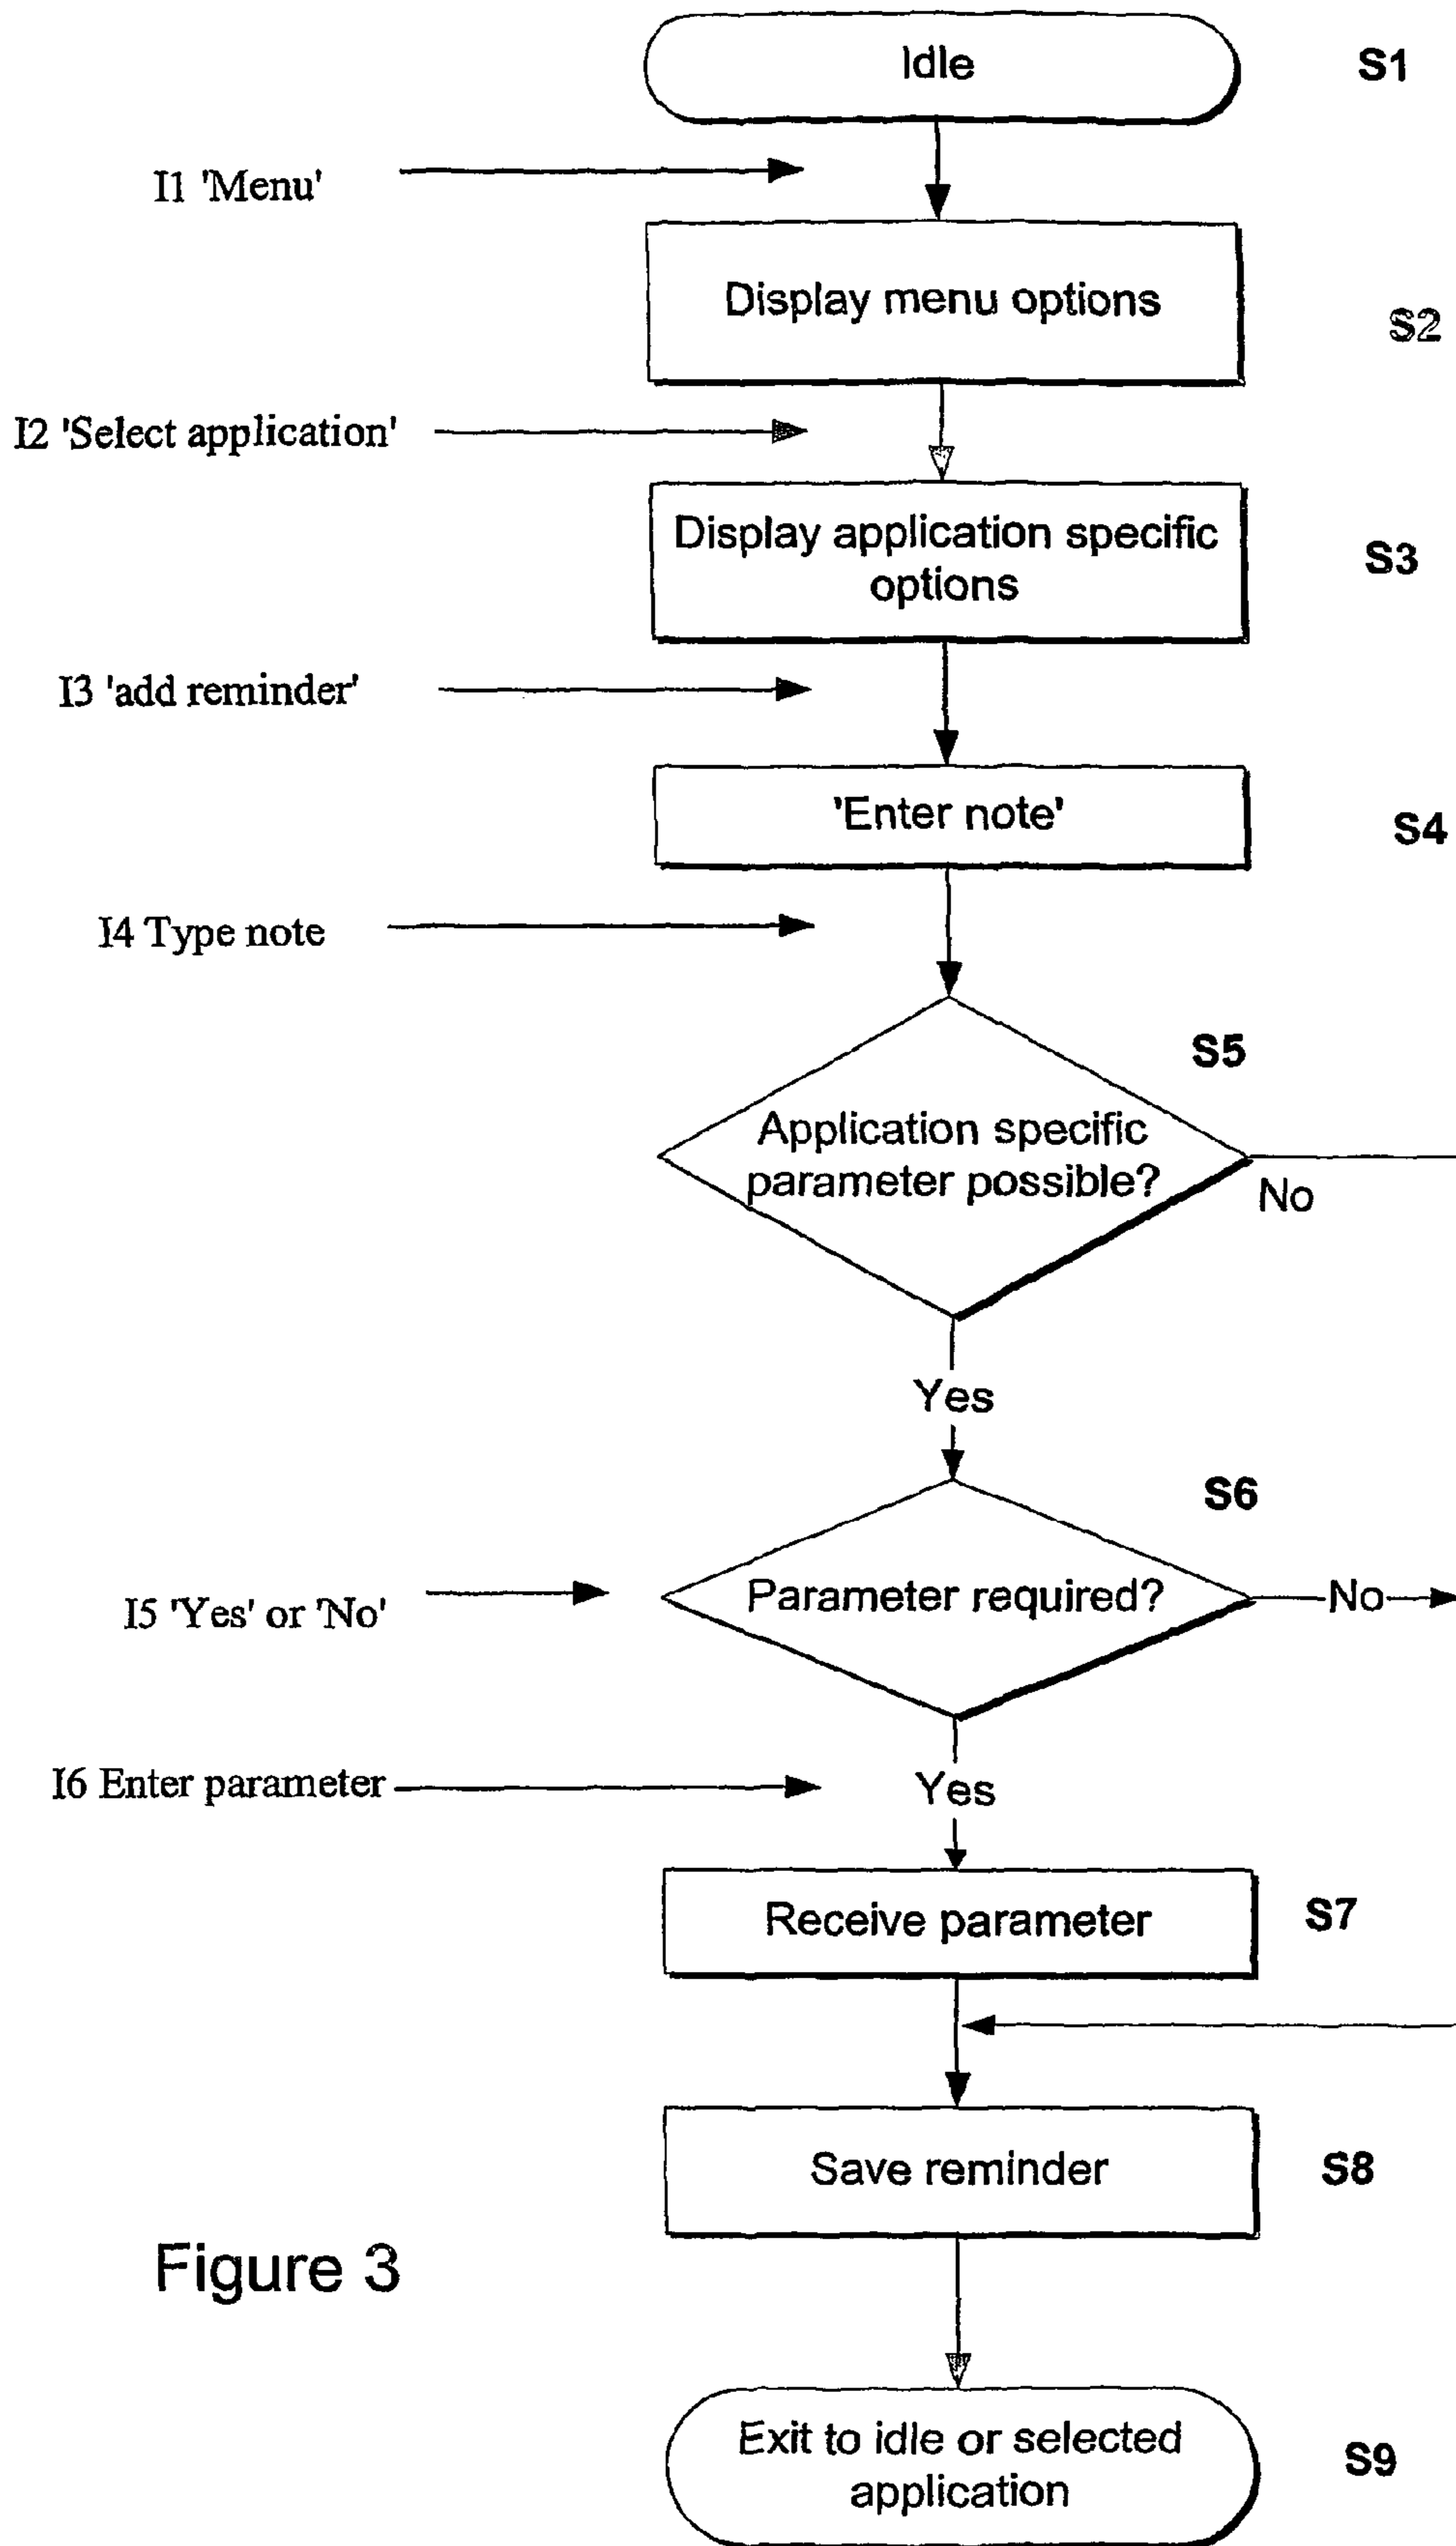 Idle
S1
I1 'Menu'
Display menu options
S2
I2 'Select application'
Display application specific
options
S3
I3 'add reminder'
'Enter note'
S4
I4 Type note
S5
Application specific
parameter possible?
No
Yes
S6
I5 'Yes' or 'No'
Parameter required?
No
I6 Enter parameter
Yes
Receive parameter
S7
Save reminder
S8
Figure 3
Exit to idle or selected
application
S9